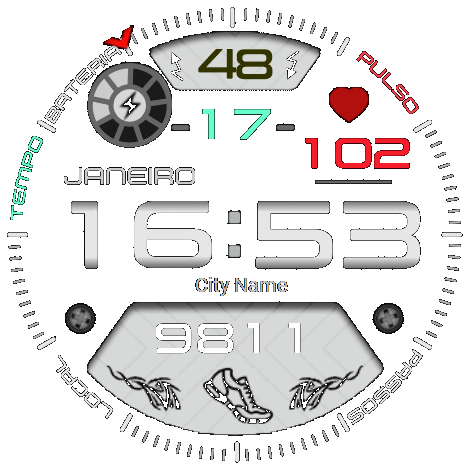 48
BATERIA
PULSO
-17-
TEMPO
102
JANEIRO
16:53
City Name
9811
LOCAL
PASSOS